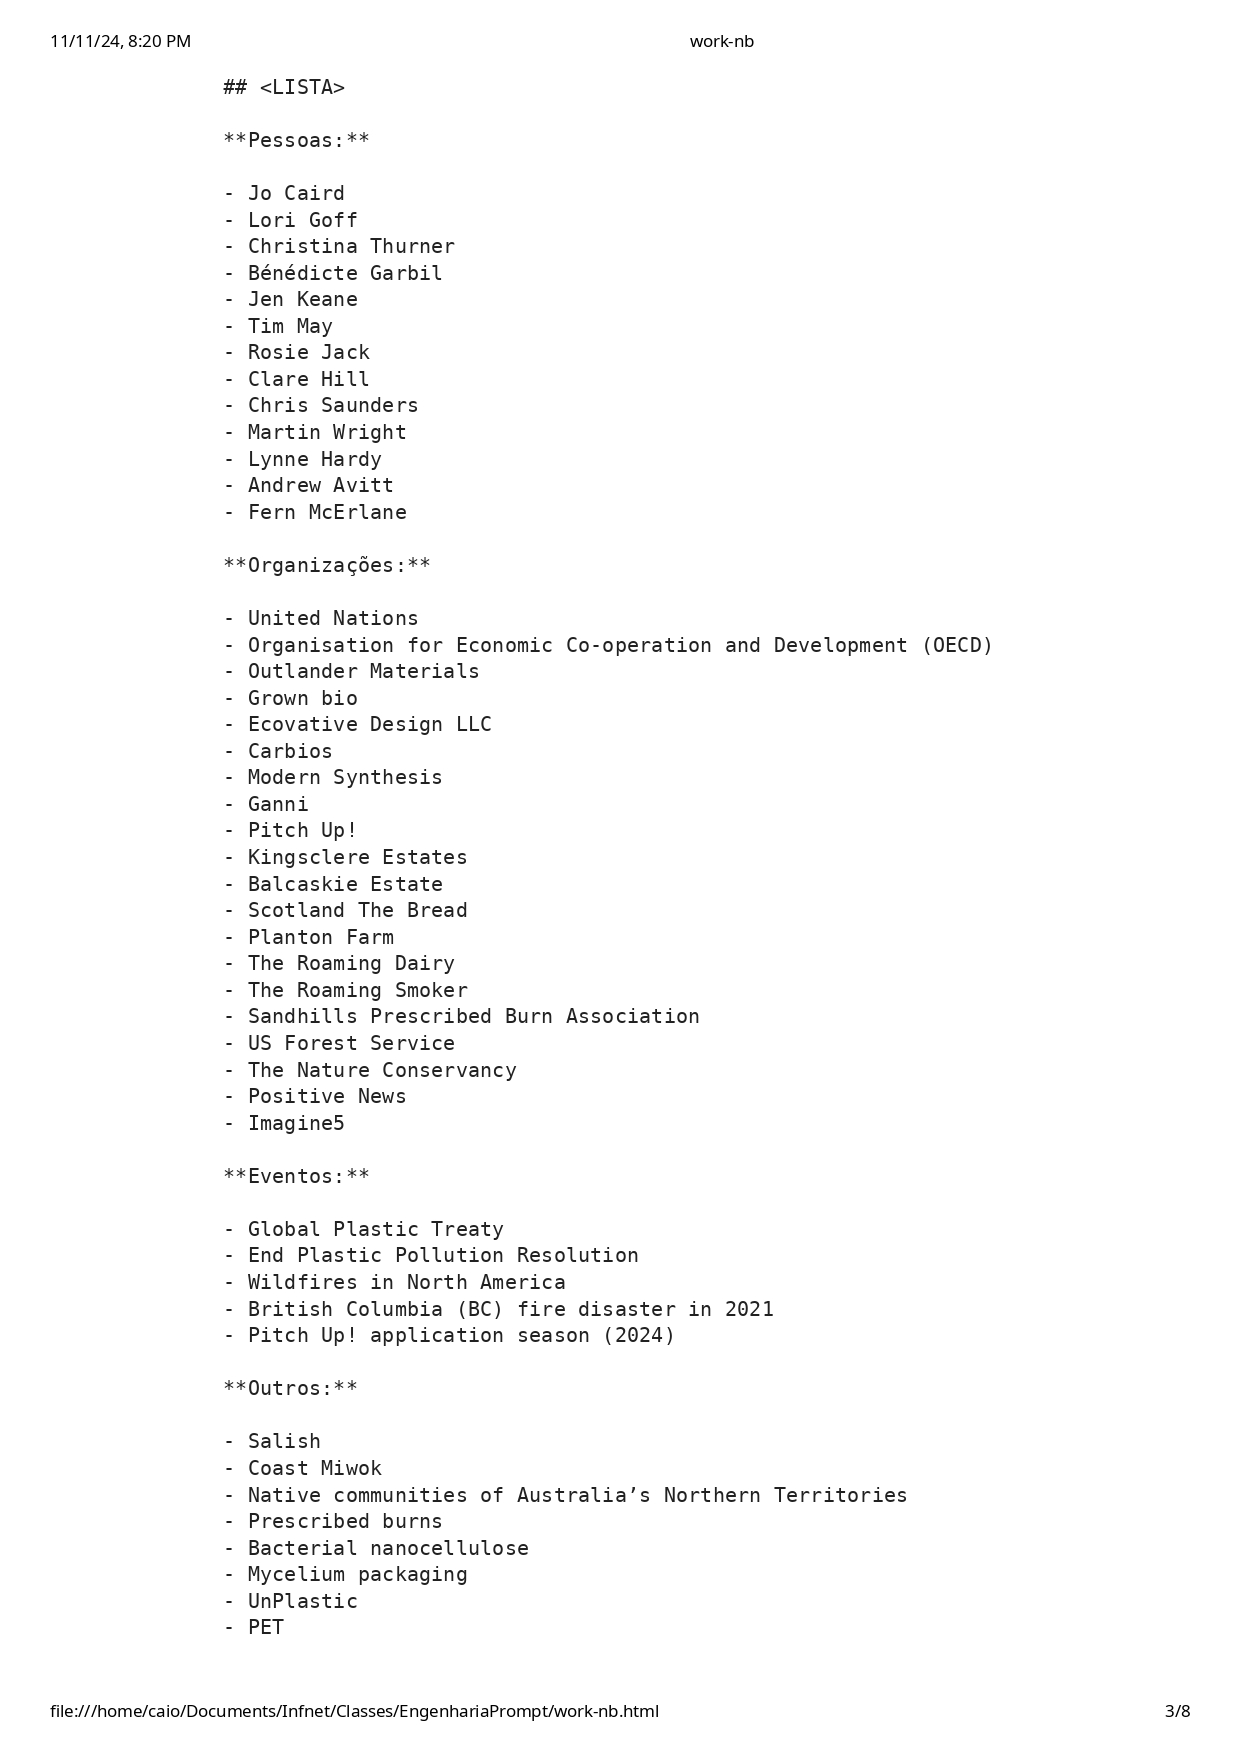 11/11/24, 8:20 PM
work-nb
## <LISTA>
**Pessoas:**
- Jo Caird
- Lori Goff
- Christina Thurner
- Bénédicte Garbil
- Jen Keane
- Tim May
- Rosie Jack
- Clare Hill
- Chris Saunders
- Martin Wright
- Lynne Hardy
- Andrew Avitt
- Fern McErlane
**Organizações:**
- United Nations
- Organisation for Economic Co-operation and Development (OECD)
- Outlander Materials
- Grown bio
- Ecovative Design LLC
- Carbios
- Modern Synthesis
- Ganni
- Pitch Up!
- Kingsclere Estates
- Balcaskie Estate
- Scotland The Bread
- Planton Farm
- The Roaming Dairy
- The Roaming Smoker
- Sandhills Prescribed Burn Association
- US Forest Service
- The Nature Conservancy
- Positive News
- Imagine5
**Eventos:**
- Global Plastic Treaty
- End Plastic Pollution Resolution
- Wildfires in North America
- British Columbia (BC) fire disaster in 2021
- Pitch Up! application season (2024)
**Outros:**
- Salish
- Coast Miwok
- Native communities of Australia’s Northern Territories
- Prescribed burns
- Bacterial nanocellulose
- Mycelium packaging
- UnPlastic
- PET
file:///home/caio/Documents/Infnet/Classes/EngenhariaPrompt/work-nb.html
3/8